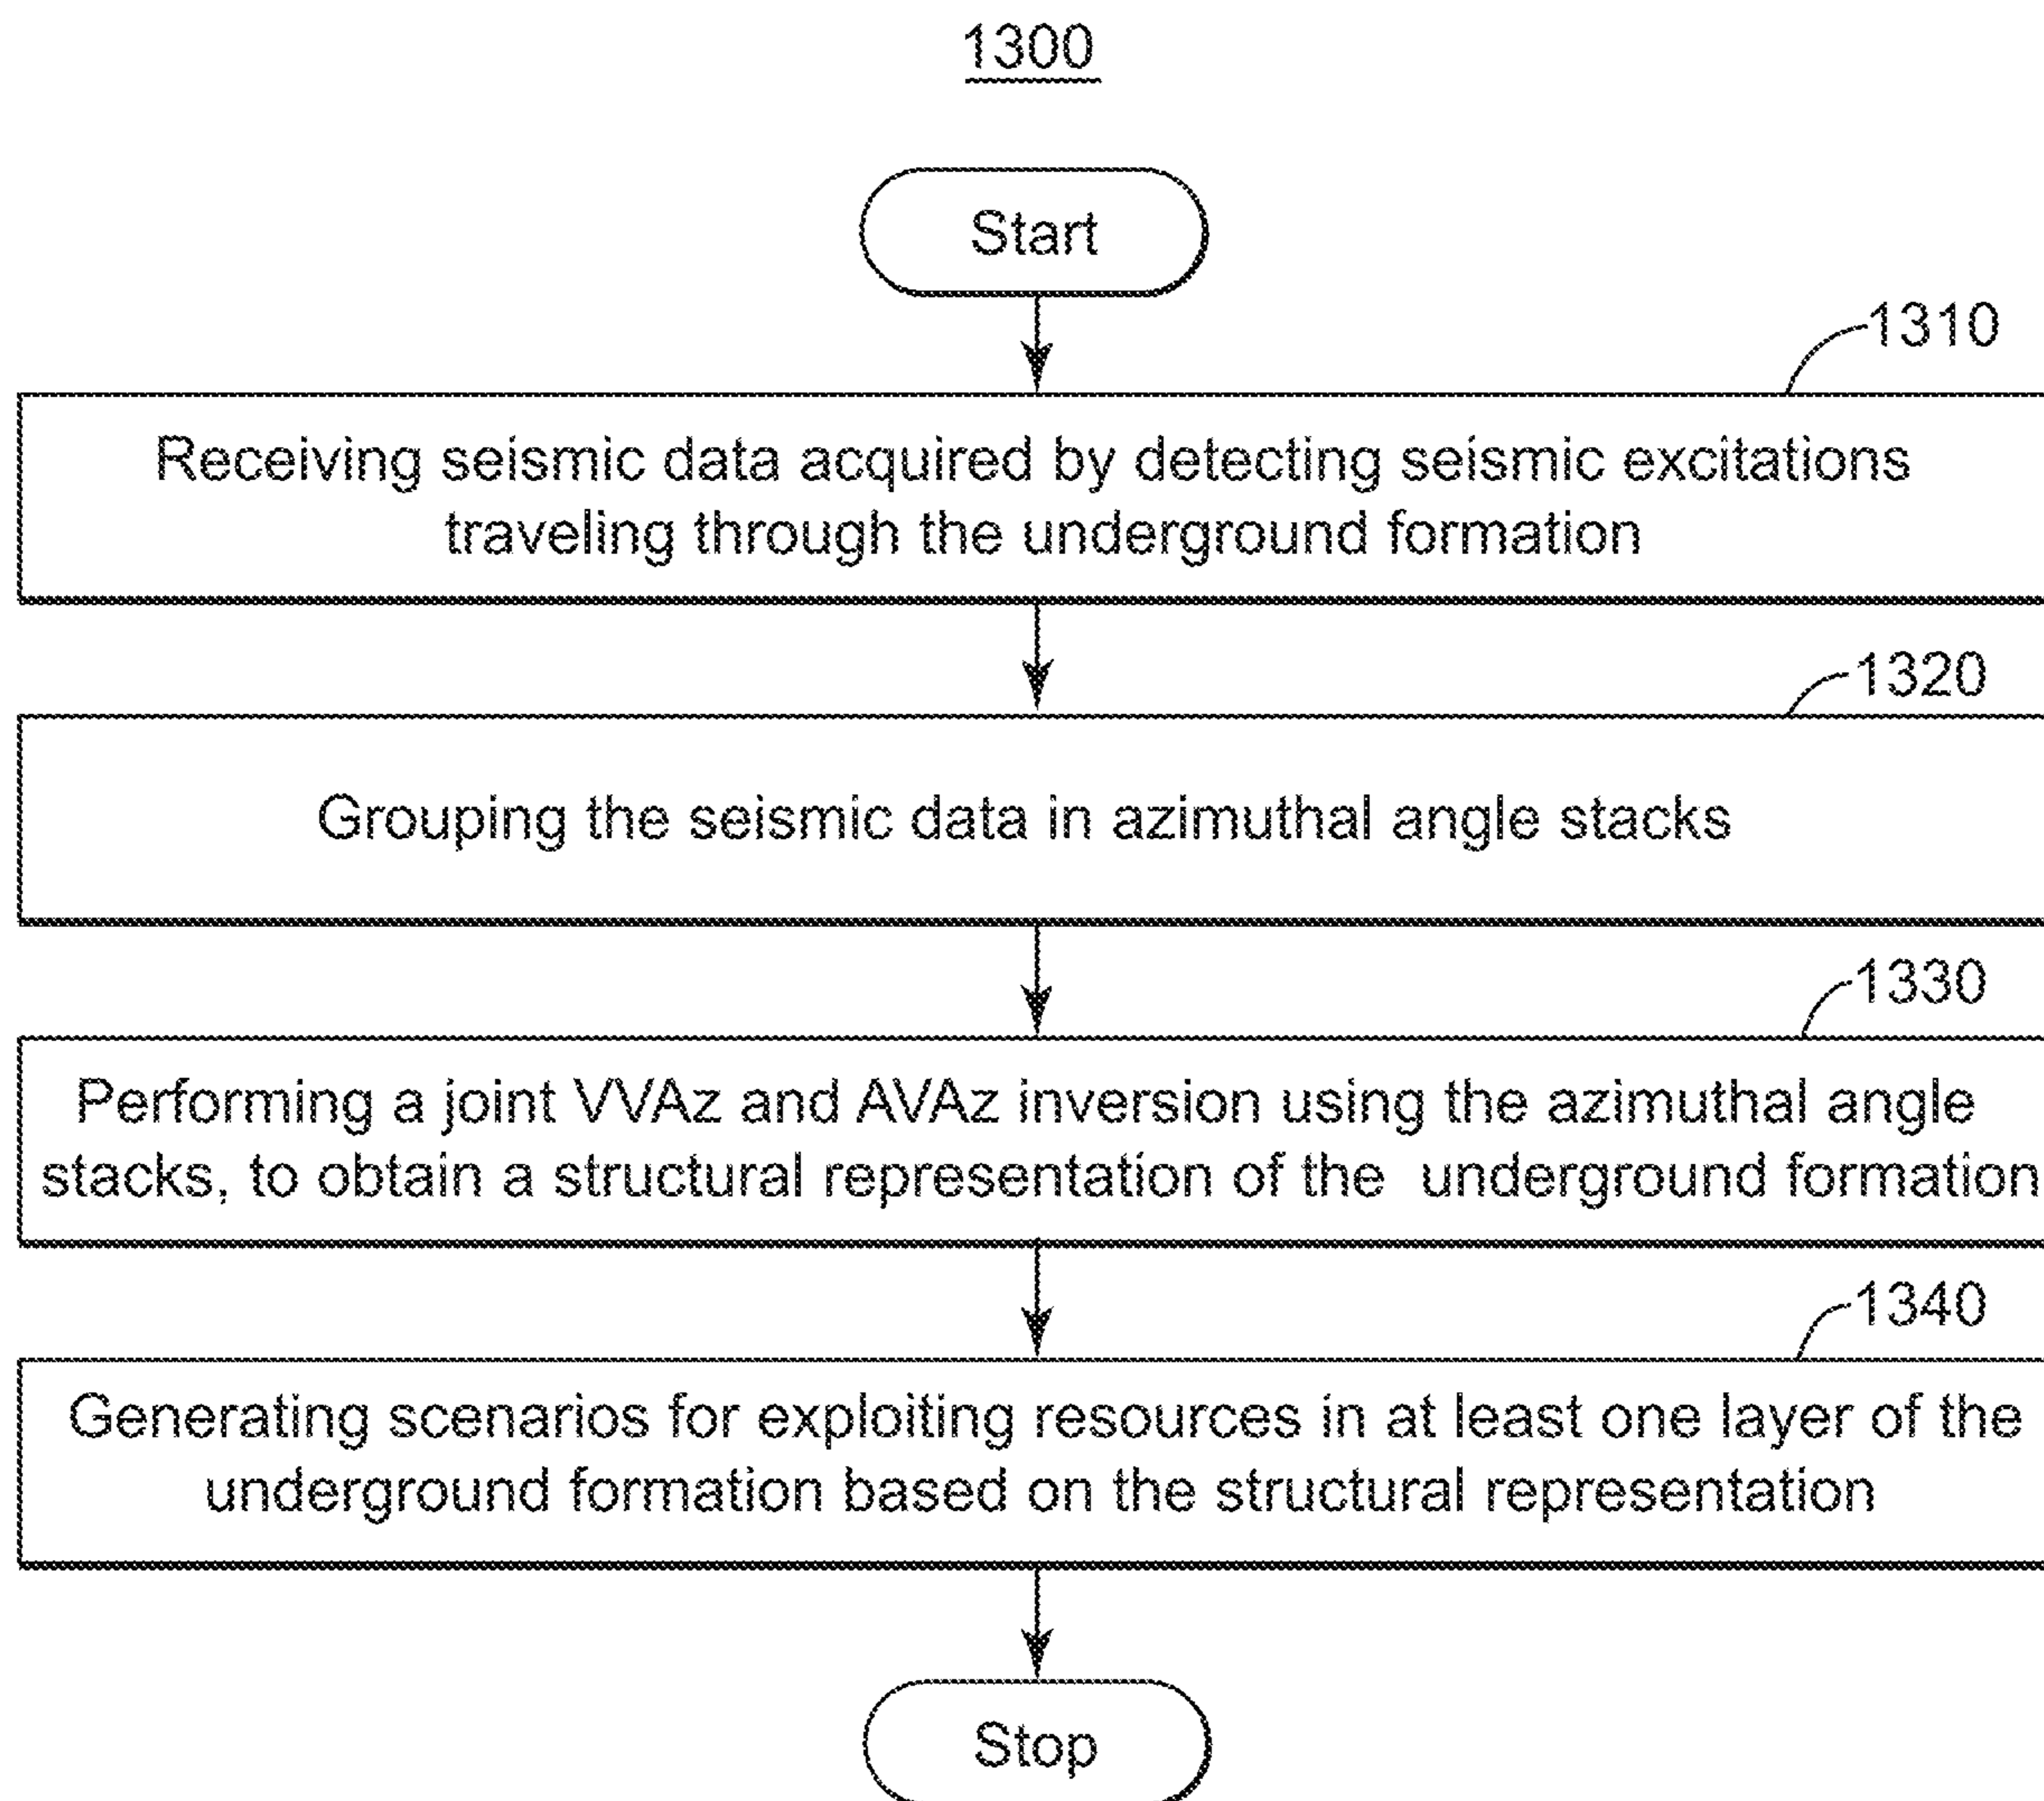 1300
Start
1310
Receiving seismic data acquired by detecting seismic excitations
traveling through the underground formation
1320
Grouping the seismic data in azimuthal angle stacks
1330
Performing a joint VVAz and AVAz inversion using the azimuthal angle
stacks, to obtain a structural representation of the underground formation
1340
Generating scenarios for exploiting resources in at least one layer of the
underground formation based on the structural representation
Stop